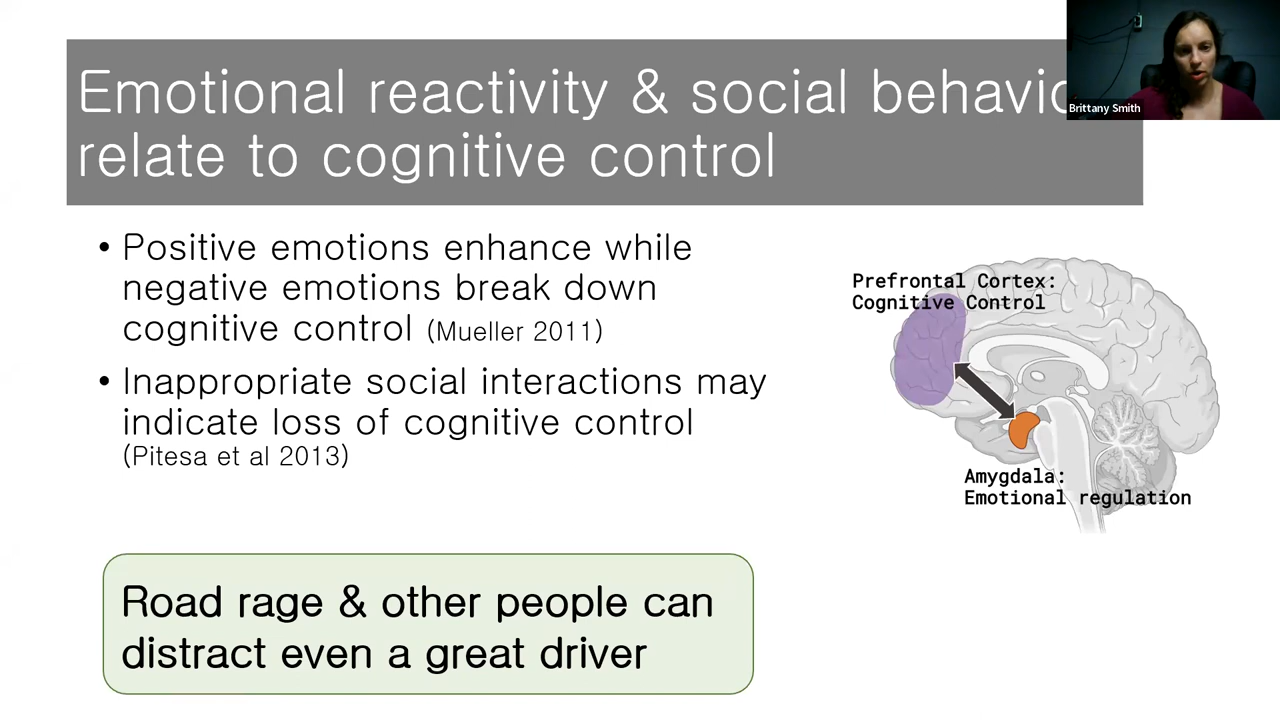 Emotional reactivity & social behavio
relate to cognitive control
Brittany Smith
• Positive emotions enhance while
negative emotions break down
cognitive control (Mueller 2011)
• Inappropriate social interactions may
indicate loss of cognitive control
(Pitesa et al 2013)
Prefrontal Cortex:
Cognitive Control
Amygdala:
Emotional regulation
Road rage & other people can
distract even a great driver